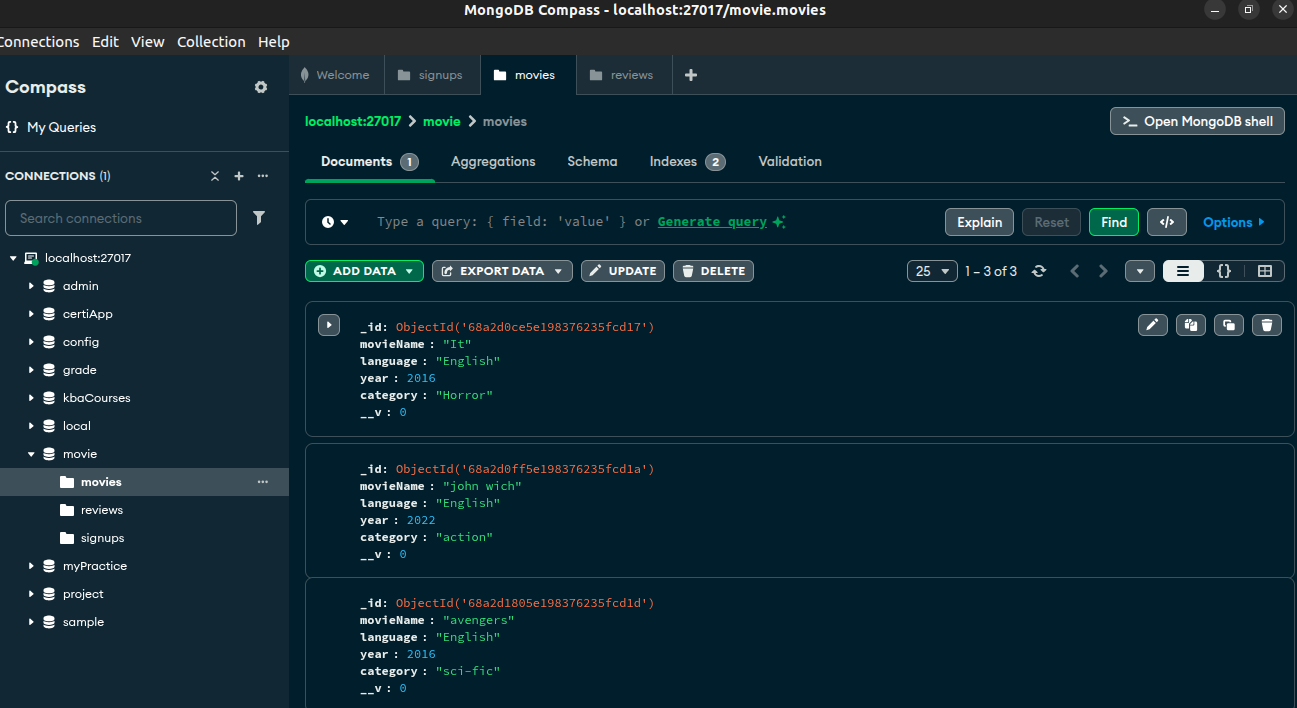 MongoDB Compass - localhost:27017/movie.movies
Connections Edit View Collection Help
Compass
{} My Queries
CONNECTIONS (1)
Search connections
localhost:27017
admin
certiApp
config
grade
kbaCourses
local
movie
movies
reviews
signups
myPractice
project
sample
Welcome signups movies reviews
localhost:27017 > movie > movies
>_ Open MongoDB shell
Documents 1 Aggregations Schema Indexes 2 Validation
Type a query: { field: 'value' } or Generate query
Explain Reset Find </> Options
ADD DATA EXPORT DATA UPDATE DELETE
25 1 – 3 of 3 {}
_id: ObjectId('68a2d0ce5e198376235fcd17')
movieName : "It"
language : "English"
year : 2016
category : "Horror"
__v : 0
_id: ObjectId('68a2d0ff5e198376235fcd1a')
movieName : "john wich"
language : "English"
year : 2022
category : "action"
__v : 0
_id: ObjectId('68a2d1805e198376235fcd1d')
movieName : "avengers"
language : "English"
year : 2016
category : "sci-fic"
__v : 0